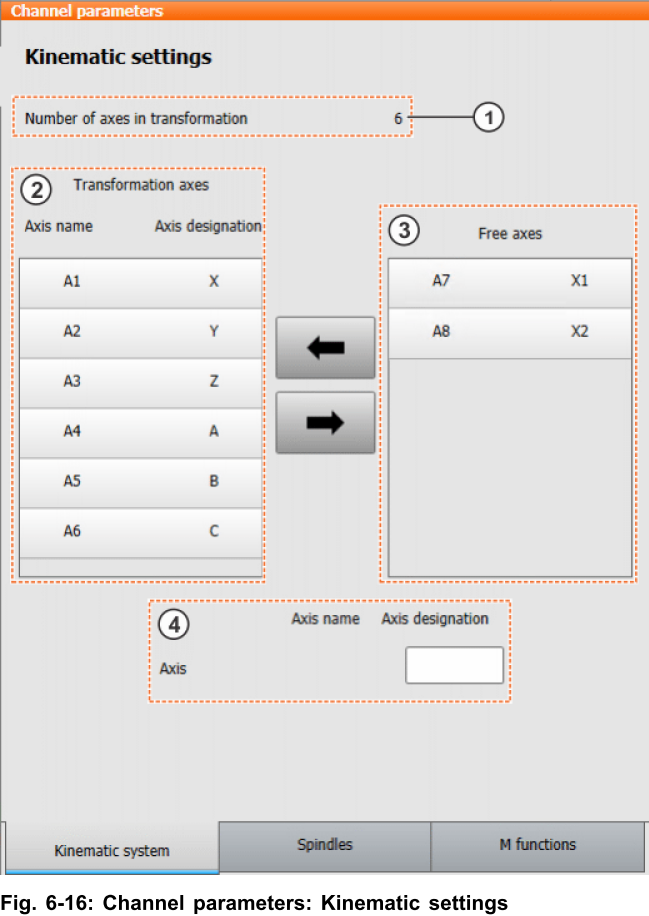 Channel parameters
Kinematic settings
Number of axes in transformation 6 1
2 Transformation axes
Axis name Axis designation
A1 X
A2 Y
A3 Z
A4 A
A5 B
A6 C
3 Free axes
A7 X1
A8 X2
4 Axis name Axis designation
Axis
Kinematic system Spindles M functions
Fig. 6-16: Channel parameters: Kinematic settings